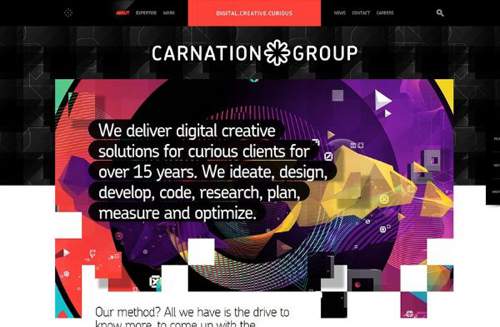 ABOUT EXPERTISE WORK DIGITAL.CREATIVE.CURIOUS NEWS CONTACT CAREERS
CARNATION GROUP
We deliver digital creative
solutions for curious clients for
over 15 years. We ideate, design,
develop, code, research, plan,
measure and optimize.
Our method? All we have is the drive to
know more, to come up with the